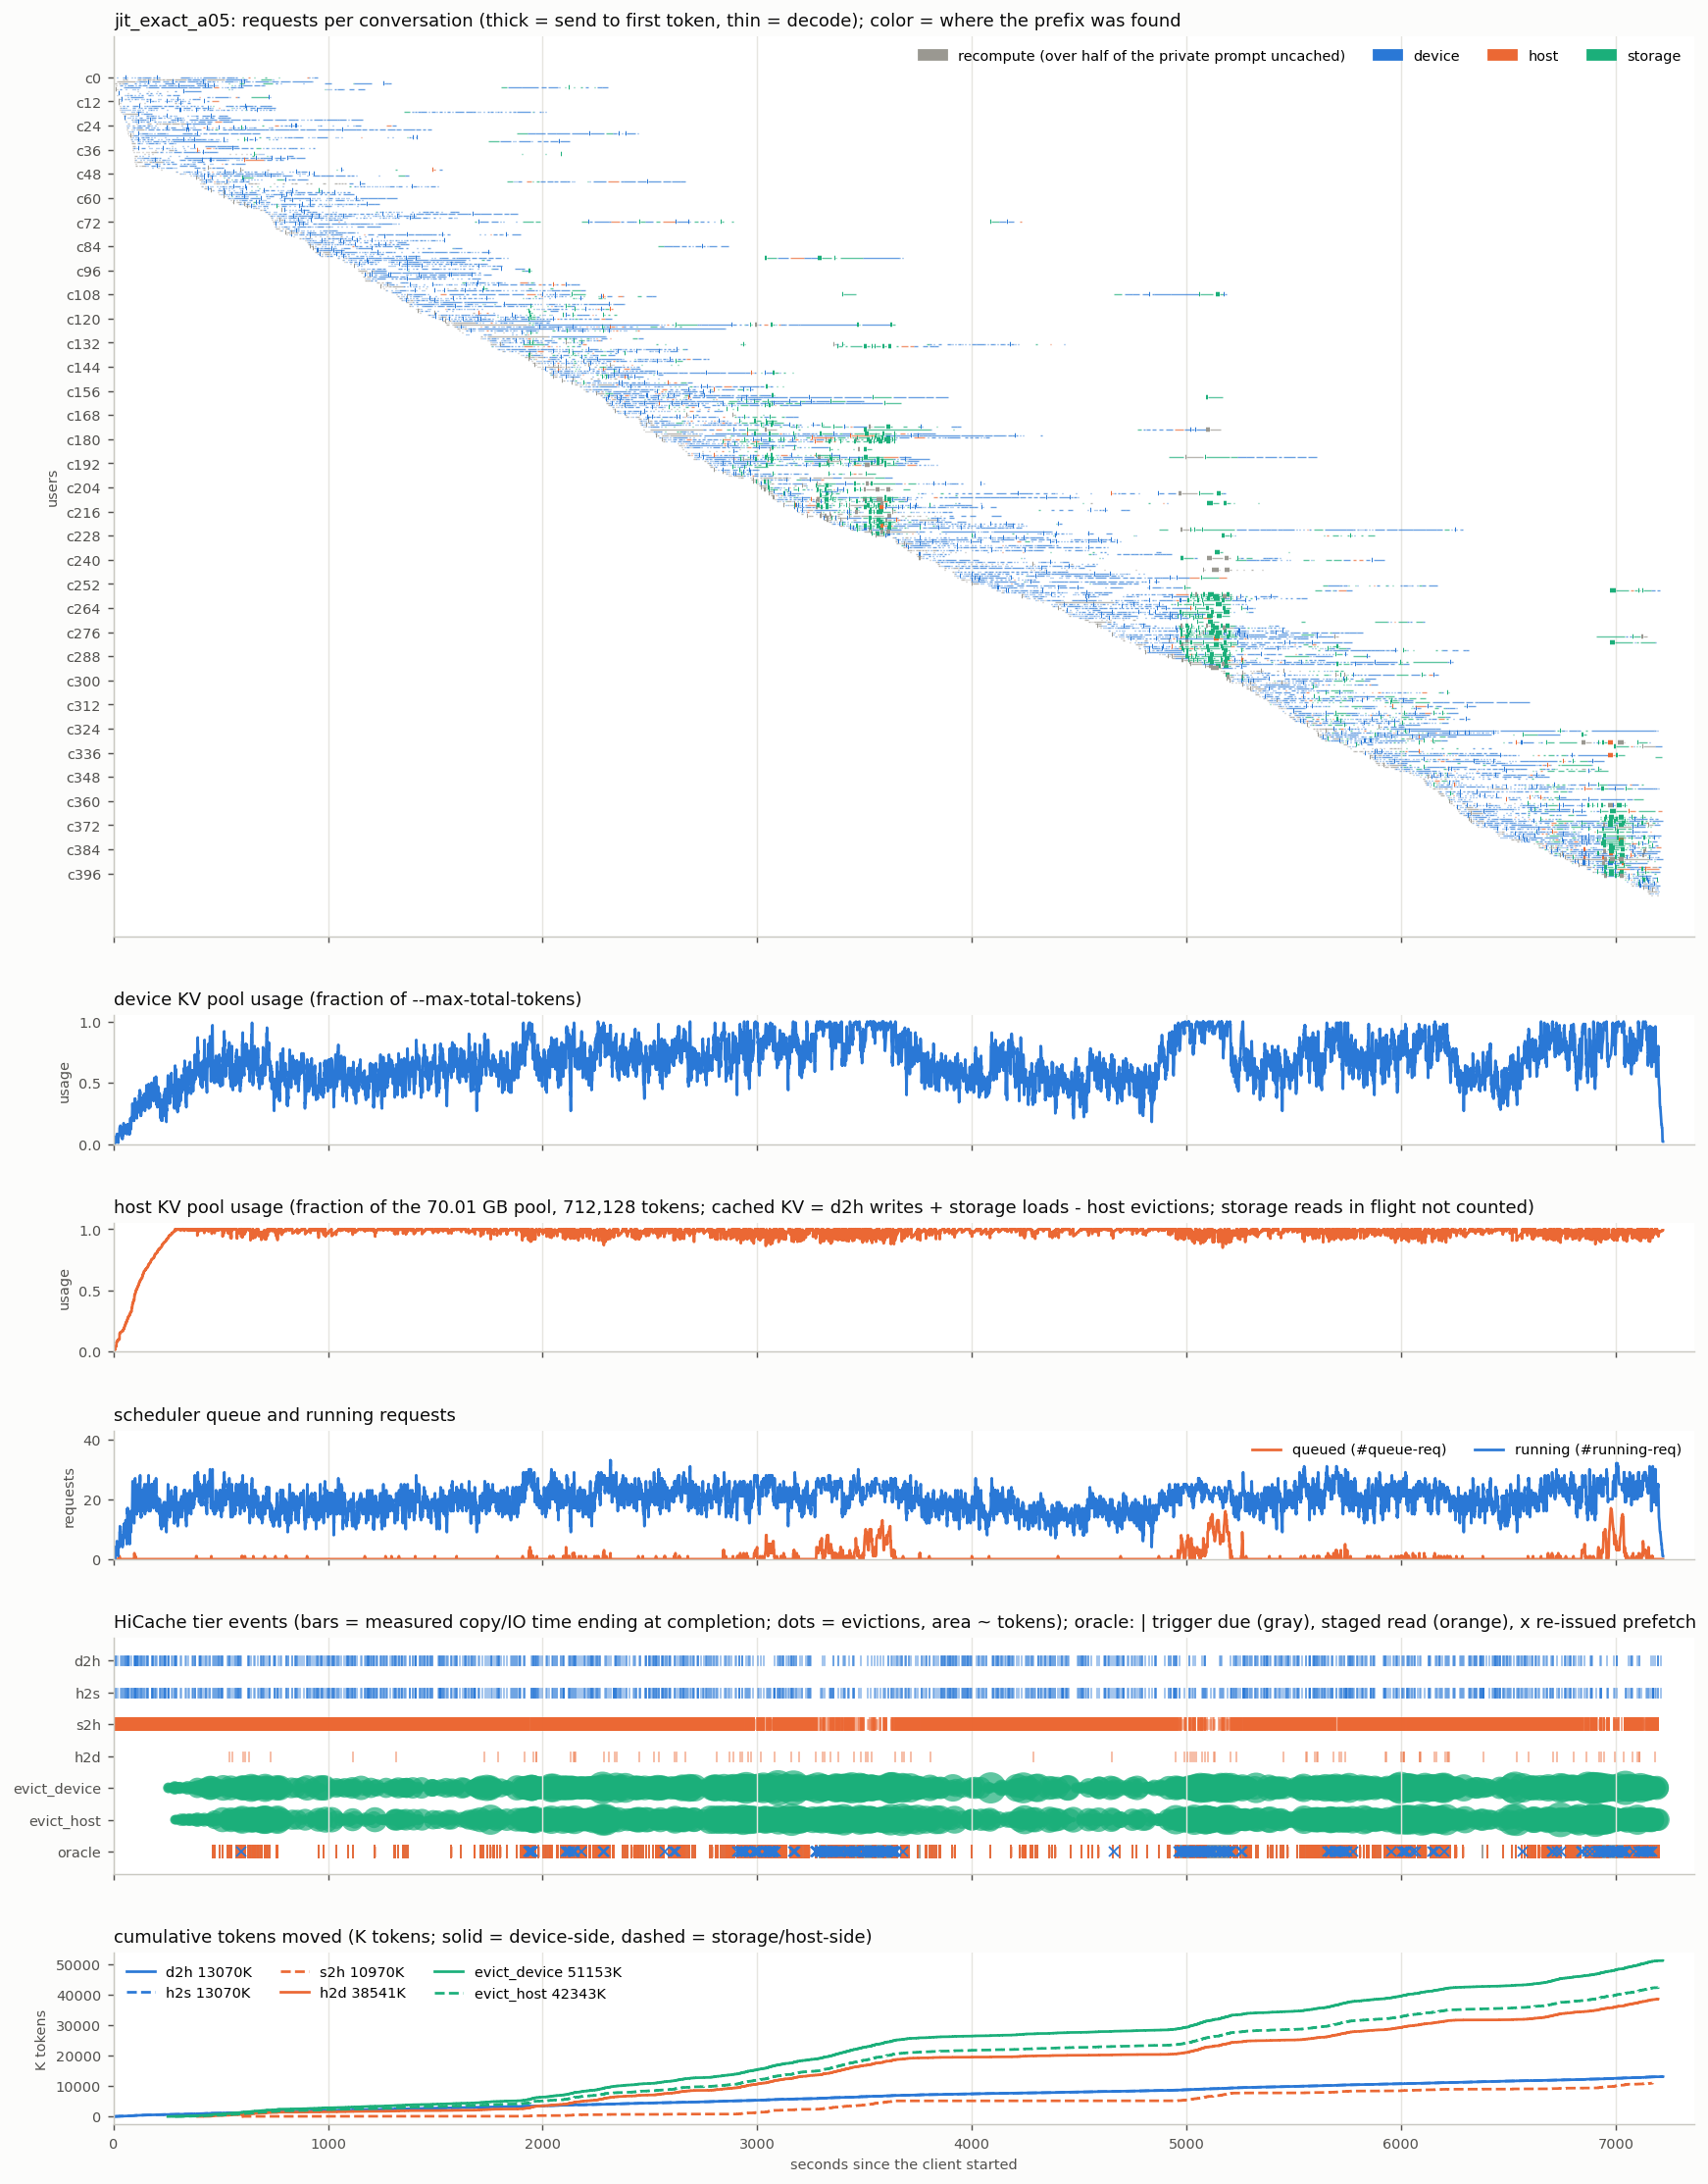 jit_exact_a05: requests per conversation (thick = send to first token, thin = decode); color = where the prefix was found
recompute (over half of the private prompt uncached)
device
host
storage
c0
c12
c24
c36
c48
c60
c72
c84
c96
c108
c120
c132
c144
c156
c168
c180
c192
c204
c216
c228
c240
c252
c264
c276
c288
c300
c312
c324
c336
c348
c360
c372
c384
c396
users
device KV pool usage (fraction of --max-total-tokens)
1.0
0.5
0.0
usage
host KV pool usage (fraction of the 70.01 GB pool, 712,128 tokens; cached KV = d2h writes + storage loads - host evictions; storage reads in flight not counted)
1.0
0.5
0.0
usage
scheduler queue and running requests
queued (#queue-req)
running (#running-req)
40
20
0
requests
HiCache tier events (bars = measured copy/IO time ending at completion; dots = evictions, area ~ tokens); oracle: | trigger due (gray), staged read (orange), x re-issued prefetch
d2h
h2s
s2h
h2d
evict_device
evict_host
oracle
cumulative tokens moved (K tokens; solid = device-side, dashed = storage/host-side)
d2h 13070K
s2h 10970K
evict_device 51153K
h2s 13070K
h2d 38541K
evict_host 42343K
50000
40000
30000
20000
10000
0
K tokens
0
1000
2000
3000
4000
5000
6000
7000
seconds since the client started